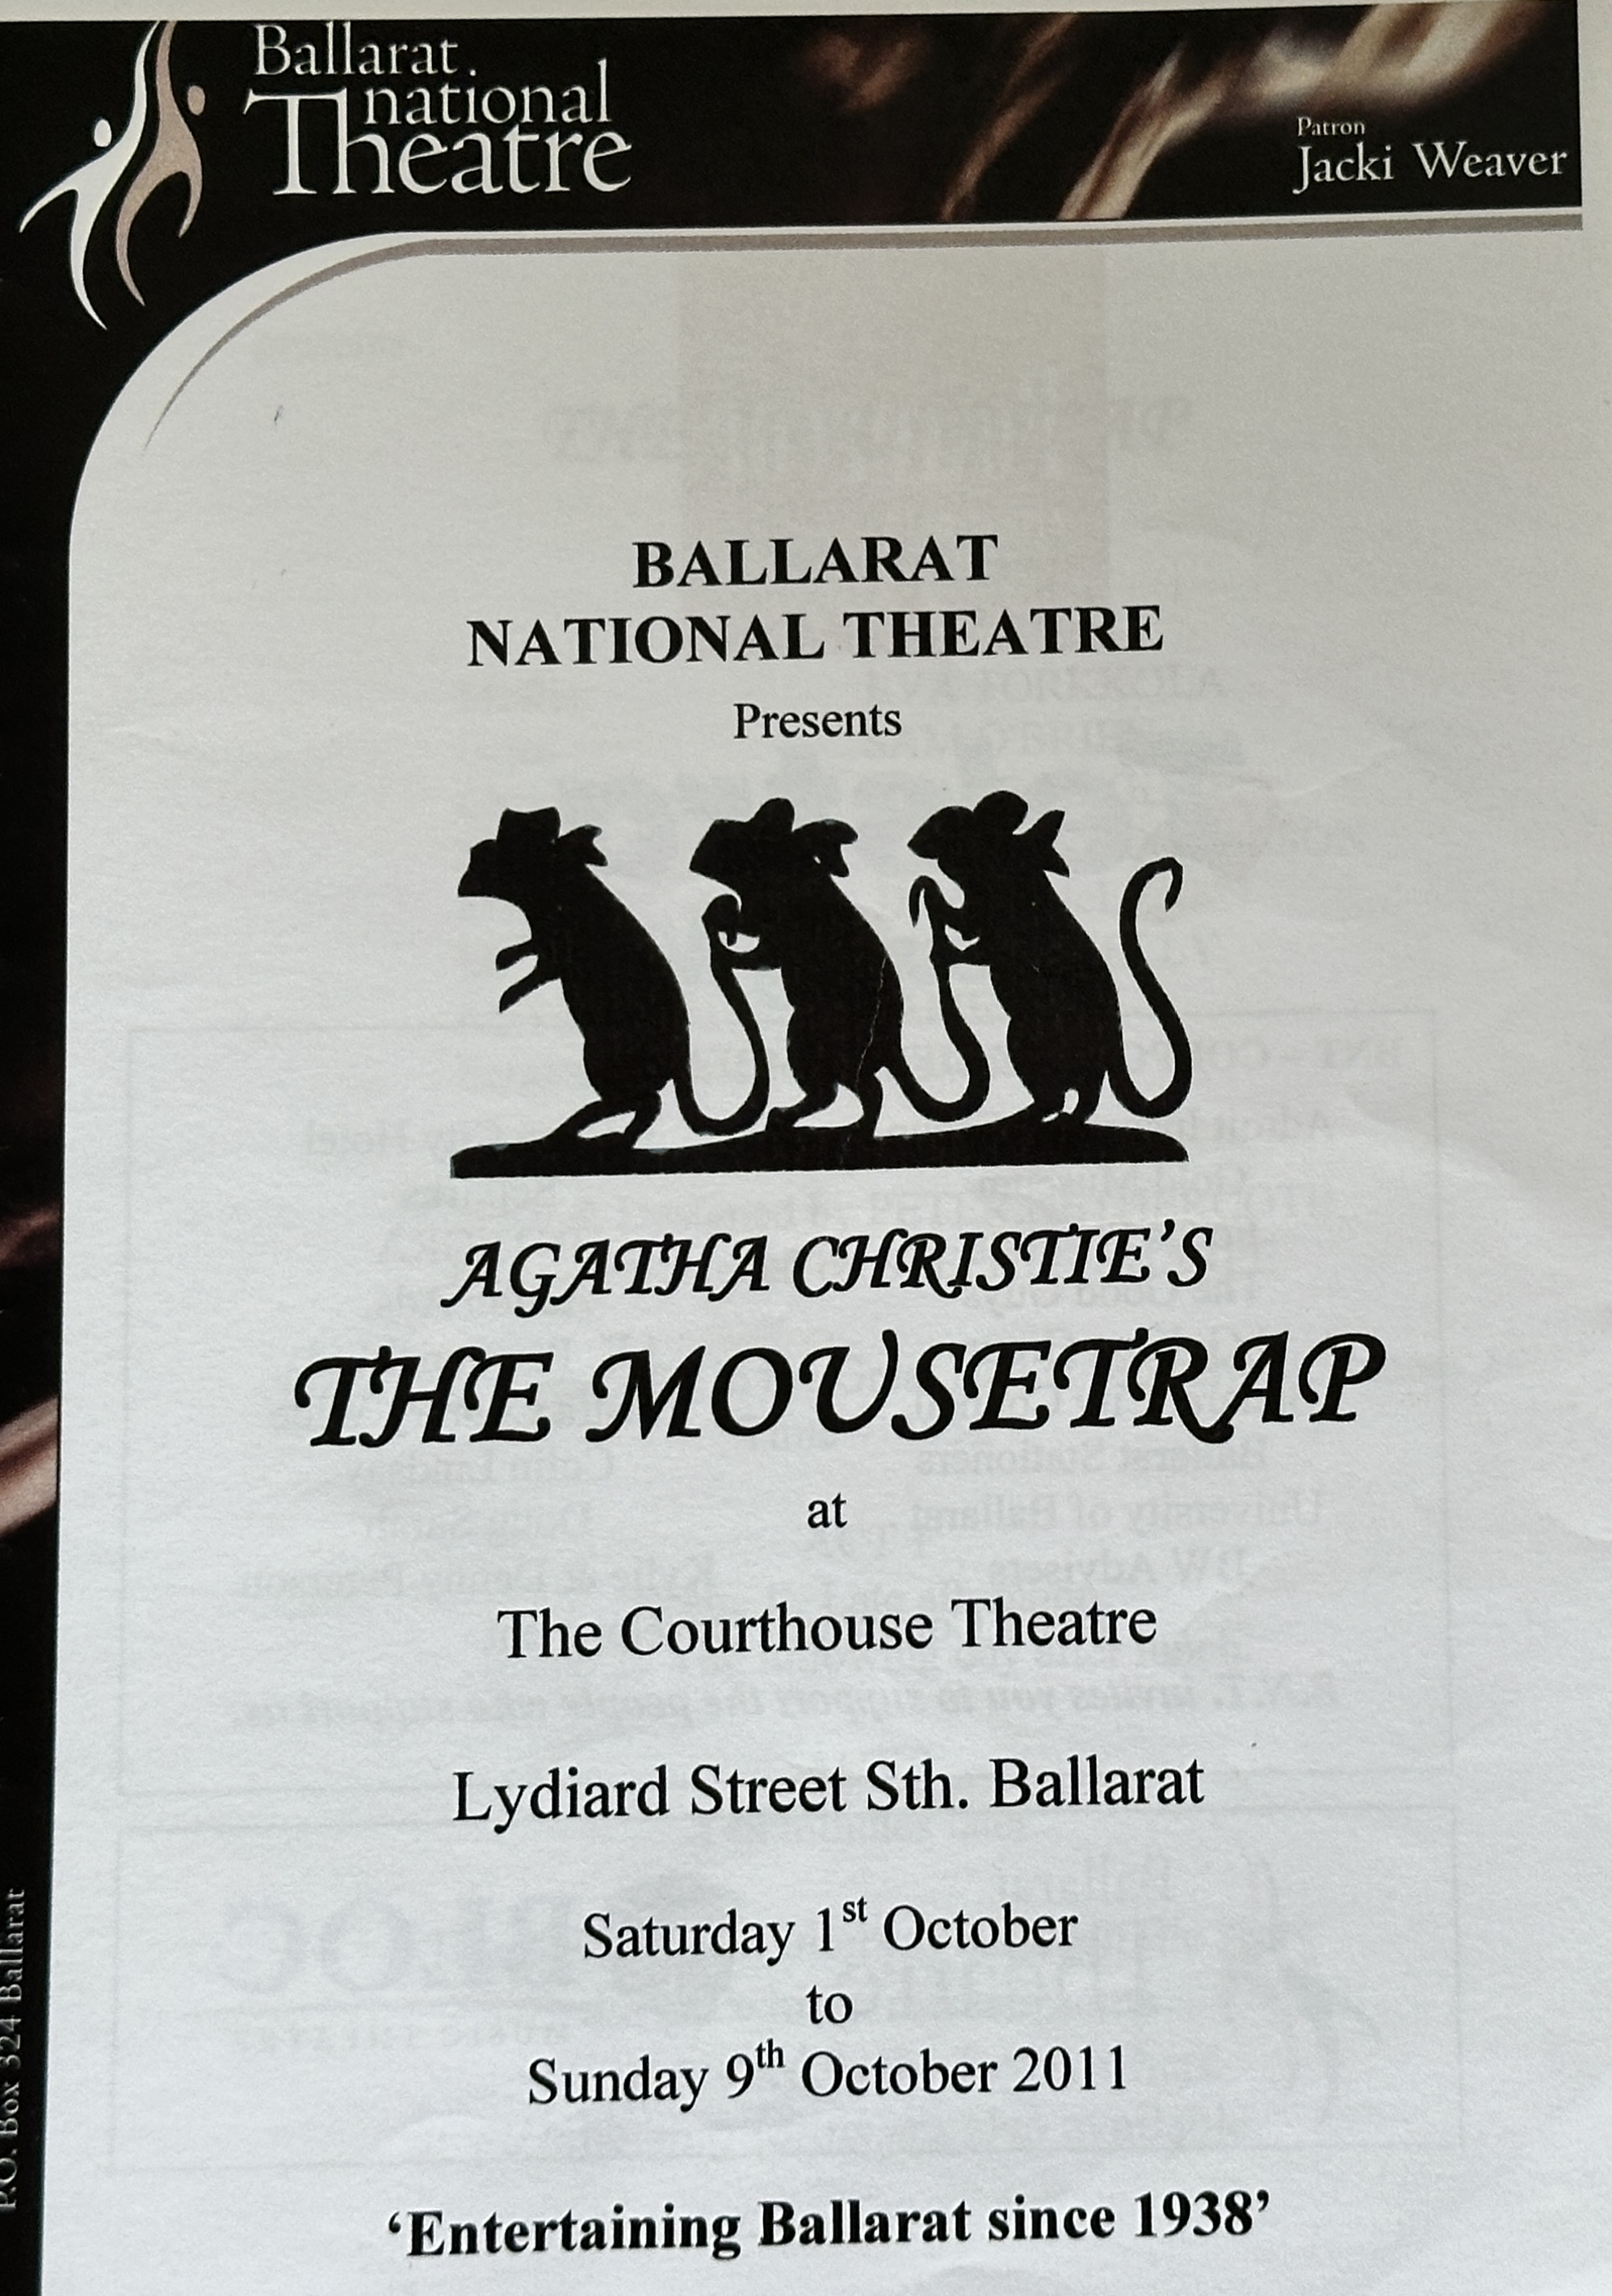 Ballarat
national
Theatre
Patron
Jacki Weaver
BALLARAT
NATIONAL THEATRE
Presents
AGATHA CHRISTIE'S
THE MOUSETRAP
at
The Courthouse Theatre
Lydiard Street Sth. Ballarat
Saturday 1st October
to
Sunday 9th October 2011
‘Entertaining Ballarat since 1938’
P.O. Box 324 Ballarat